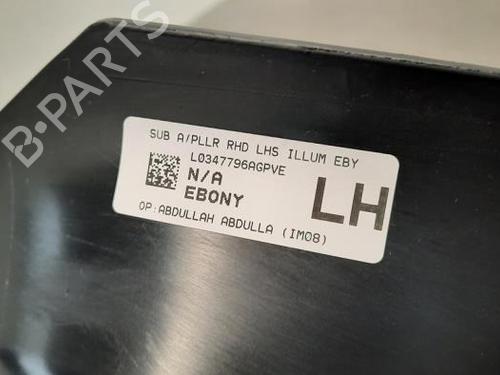 B-PARTS
SUB A/PLLR RHD LHS ILLUM EBY
L0347796AGPVE
N/A
EBONY
LH
OP:ABDULLAH ABDULLA (IM08)